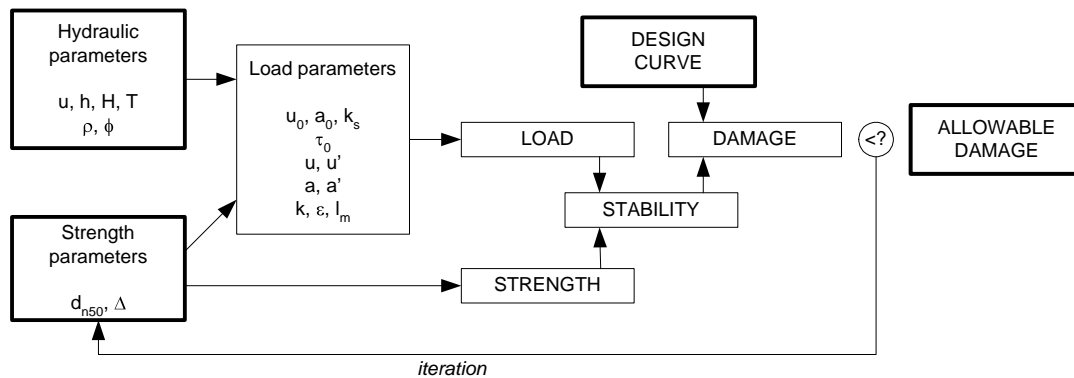 Hydraulic
parameters
u, h, H, T
ρ, ϕ
Load parameters
u₀, a₀, kₛ
τ₀
u, u'
a, a'
k, ε, lₘ
Strength
parameters
dₙ₅₀, Δ
LOAD
STRENGTH
STABILITY
DESIGN
CURVE
DAMAGE
<?
ALLOWABLE
DAMAGE
iteration